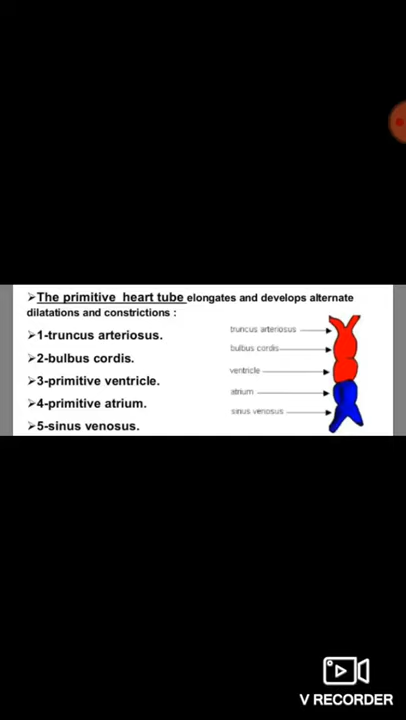 ➢The primitive heart tube elongates and develops alternate
dilatations and constrictions :
➢1-truncus arteriosus.
➢2-bulbus cordis.
➢3-primitive ventricle.
➢4-primitive atrium.
➢5-sinus venosus.
truncus arteriosus
bulbus cordis
ventricle
atrium
sinus venosus
V RECORDER